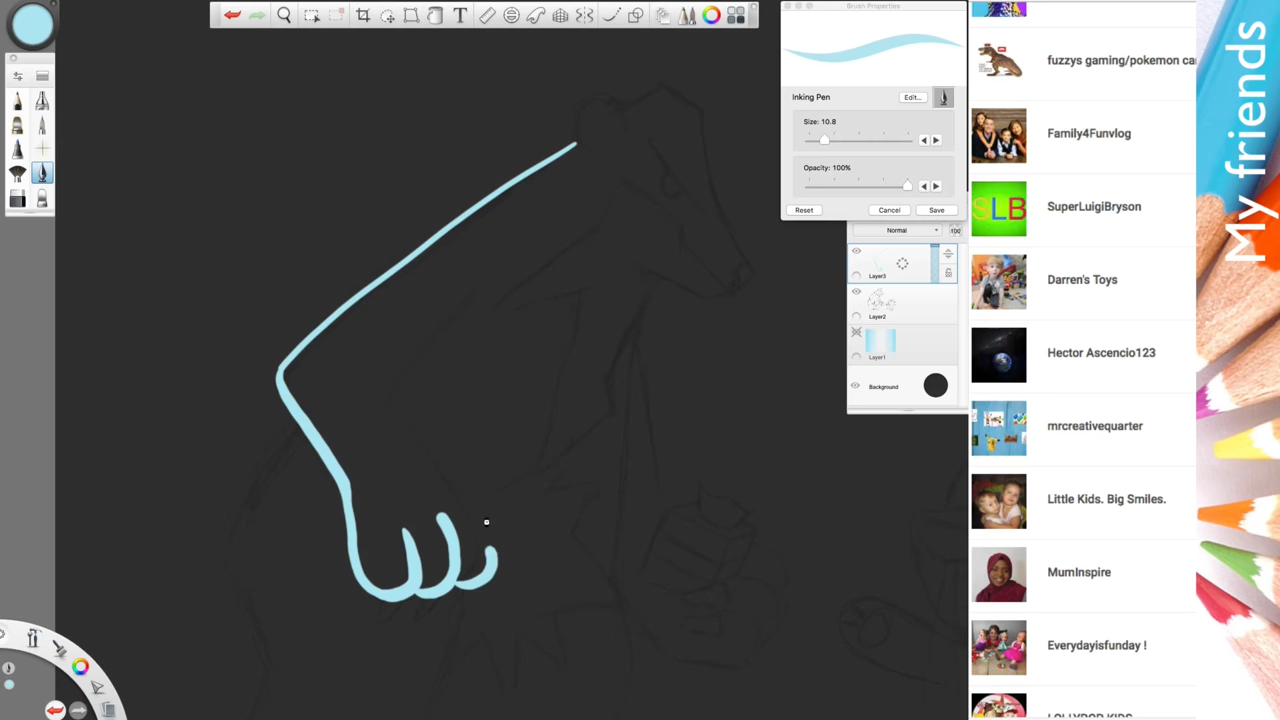 T
Brush Properties
Inking Pen
Edit...
Size: 10.8
Opacity: 100%
Reset
Cancel
Save
Normal
100
Layer3
Layer2
Layer1
Background
fuzzys gaming/pokemon ca
Family4Funvlog
SLB
SuperLuigiBryson
Darren's Toys
Hector Ascencio123
mrcreativequarter
Little Kids. Big Smiles.
MumInspire
Everydayisfunday !
LOLLYPOP KIDS
My friends